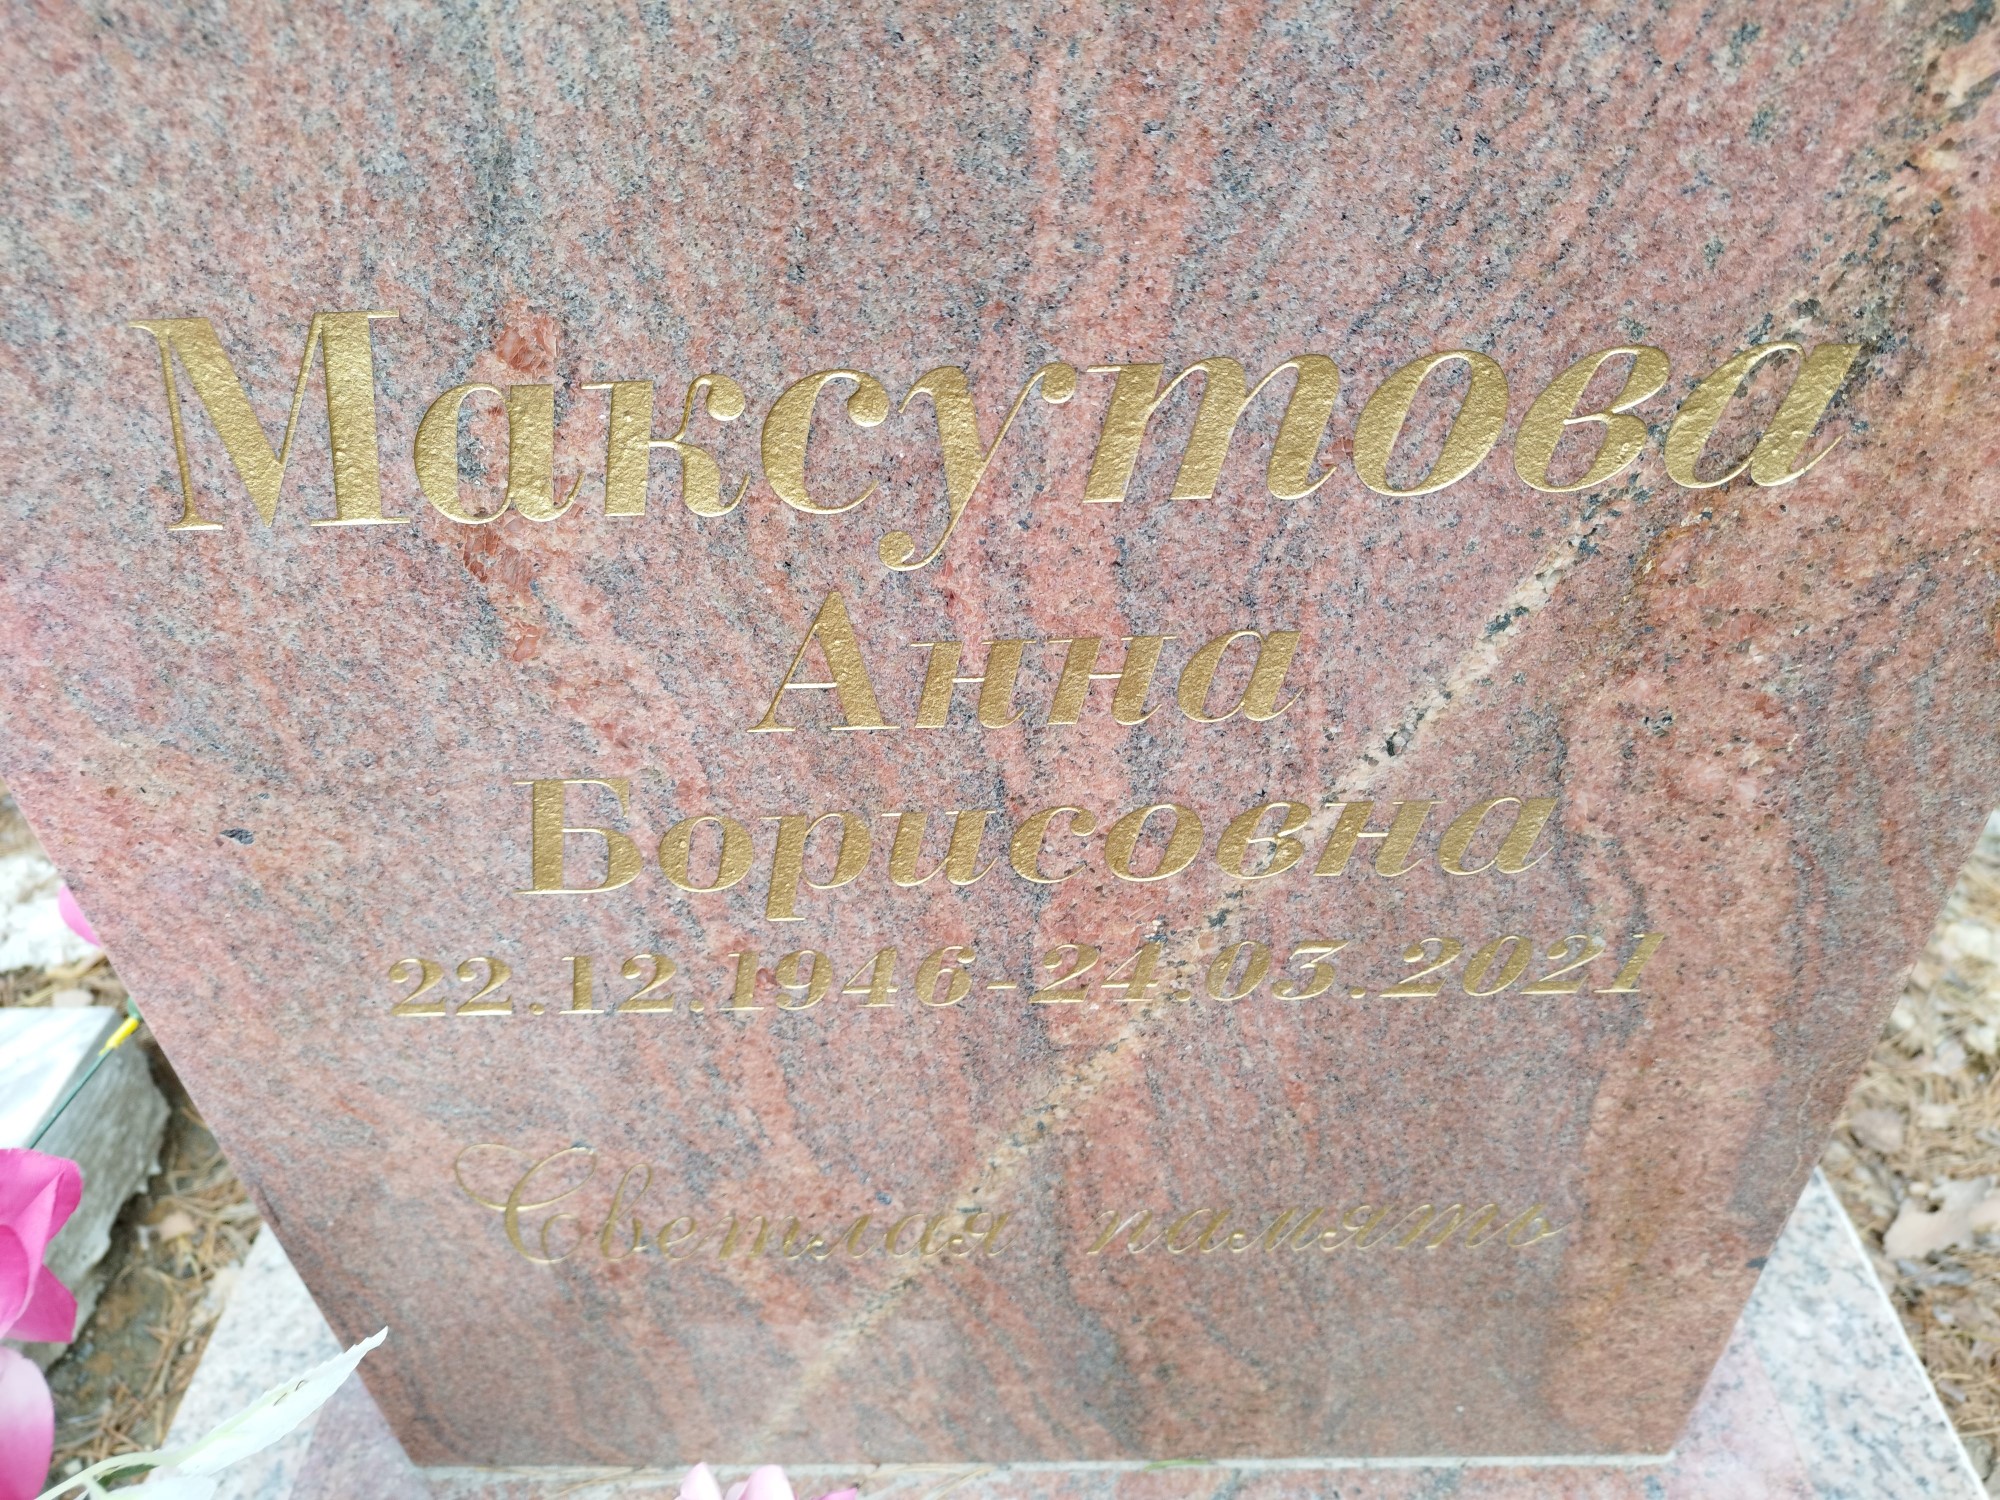 Максутова
Анна
Борисовна
22.12.1946-24.03.2021
Светлая память